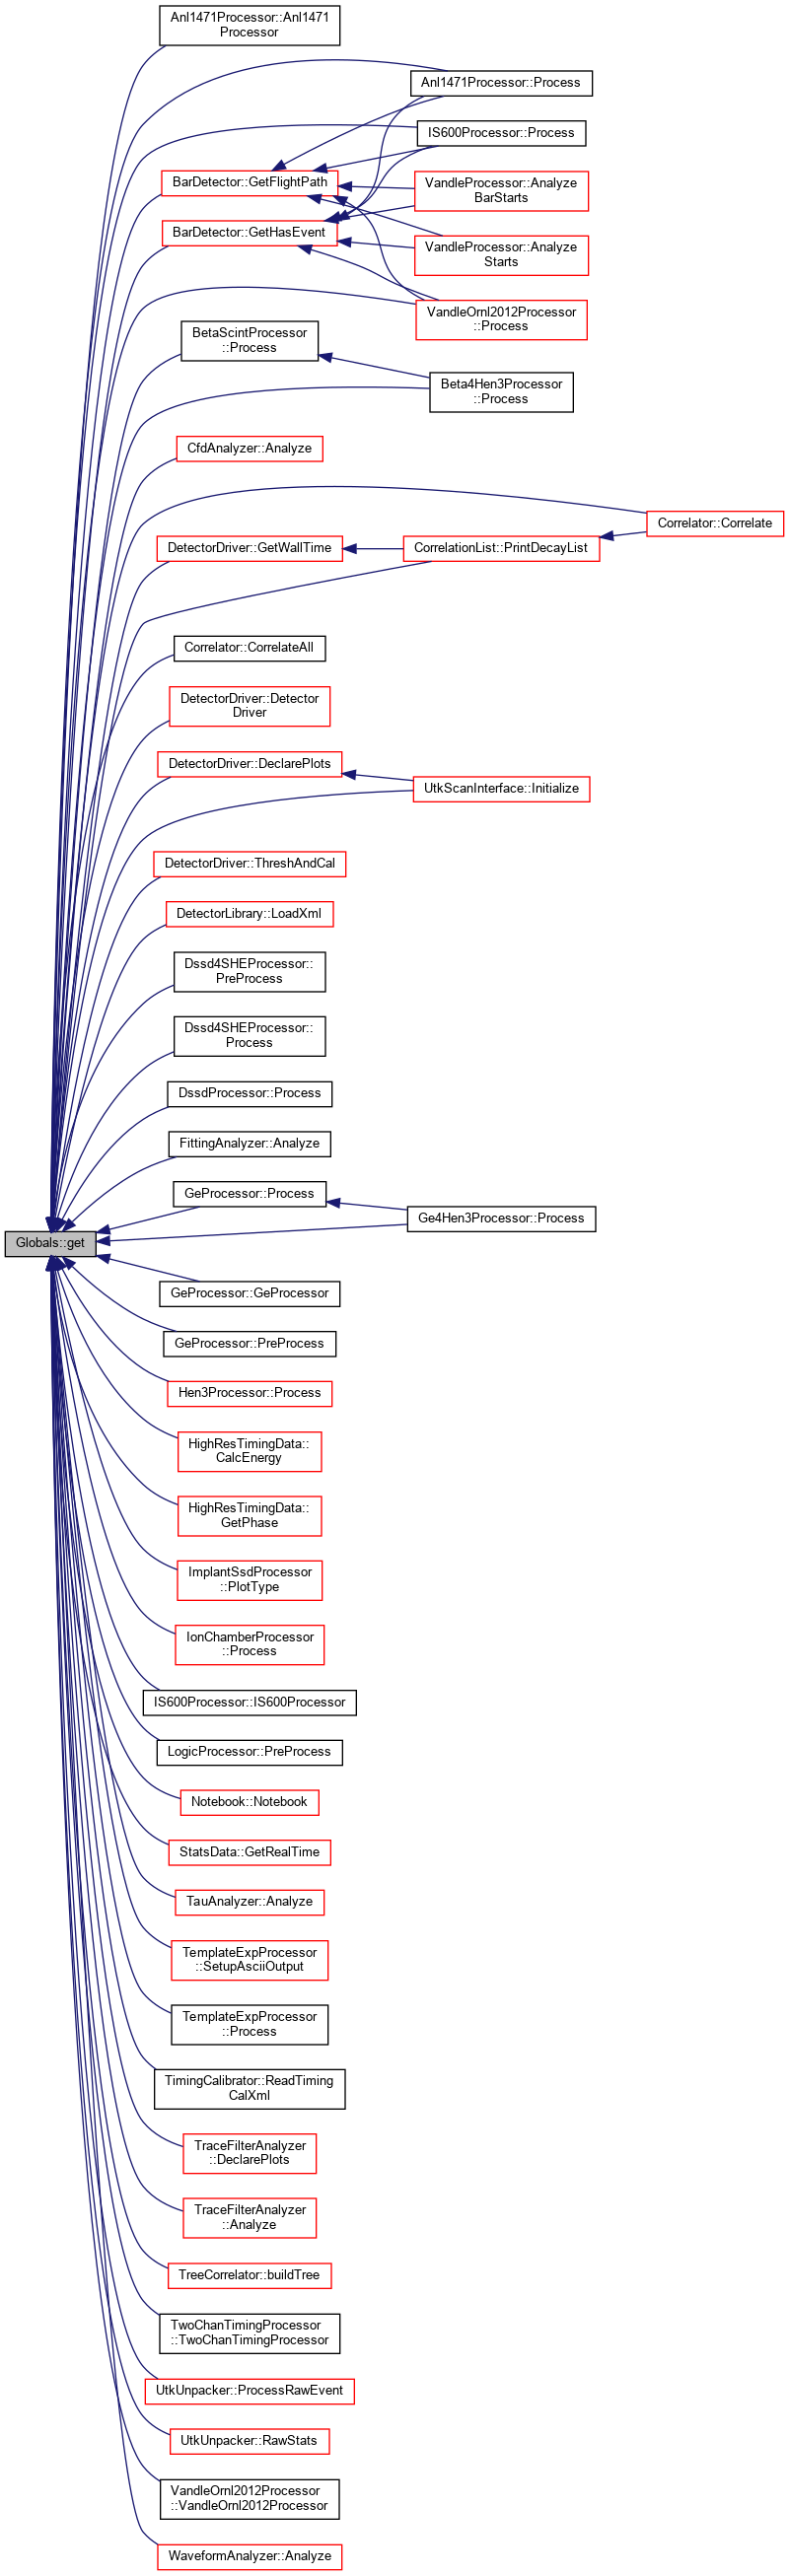 Anl1471Processor::Anl1471
Processor
Anl1471Processor::Process
IS600Processor::Process
BarDetector::GetFlightPath
VandleProcessor::Analyze
BarStarts
BarDetector::GetHasEvent
VandleProcessor::Analyze
Starts
VandleOrnl2012Processor
::Process
BetaScintProcessor
::Process
Beta4Hen3Processor
::Process
CfdAnalyzer::Analyze
Correlator::Correlate
DetectorDriver::GetWallTime
CorrelationList::PrintDecayList
Correlator::CorrelateAll
DetectorDriver::Detector
Driver
DetectorDriver::DeclarePlots
UtkScanInterface::Initialize
DetectorDriver::ThreshAndCal
DetectorLibrary::LoadXml
Dssd4SHEProcessor::
PreProcess
Dssd4SHEProcessor::
Process
DssdProcessor::Process
FittingAnalyzer::Analyze
GeProcessor::Process
Ge4Hen3Processor::Process
Globals::get
GeProcessor::GeProcessor
GeProcessor::PreProcess
Hen3Processor::Process
HighResTimingData::
CalcEnergy
HighResTimingData::
GetPhase
ImplantSsdProcessor
::PlotType
IonChamberProcessor
::Process
IS600Processor::IS600Processor
LogicProcessor::PreProcess
Notebook::Notebook
StatsData::GetRealTime
TauAnalyzer::Analyze
TemplateExpProcessor
::SetupAsciiOutput
TemplateExpProcessor
::Process
TimingCalibrator::ReadTiming
CalXml
TraceFilterAnalyzer
::DeclarePlots
TraceFilterAnalyzer
::Analyze
TreeCorrelator::buildTree
TwoChanTimingProcessor
::TwoChanTimingProcessor
UtkUnpacker::ProcessRawEvent
UtkUnpacker::RawStats
VandleOrnl2012Processor
::VandleOrnl2012Processor
WaveformAnalyzer::Analyze